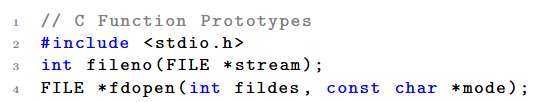 1 // C Function Prototypes
2 #include <stdio.h>
3 int fileno(FILE *stream);
4 FILE *fdopen(int fildes, const char *mode);